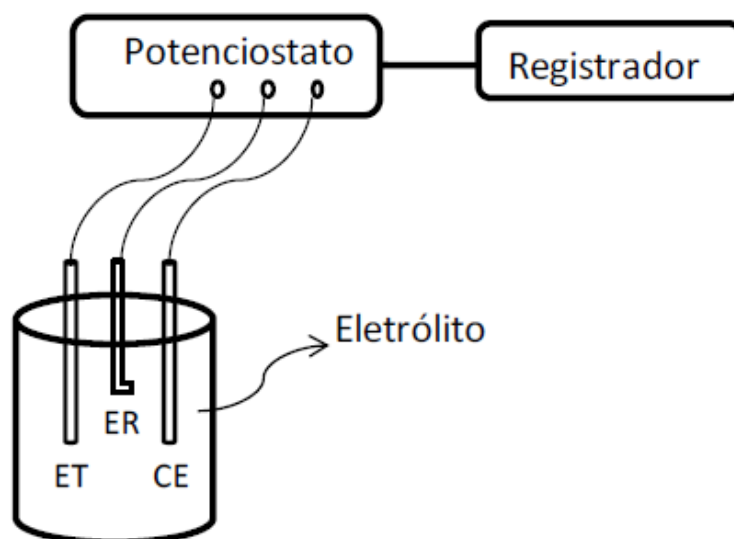 Potenciostato
Registrador
Eletrólito
ER
ET
CE